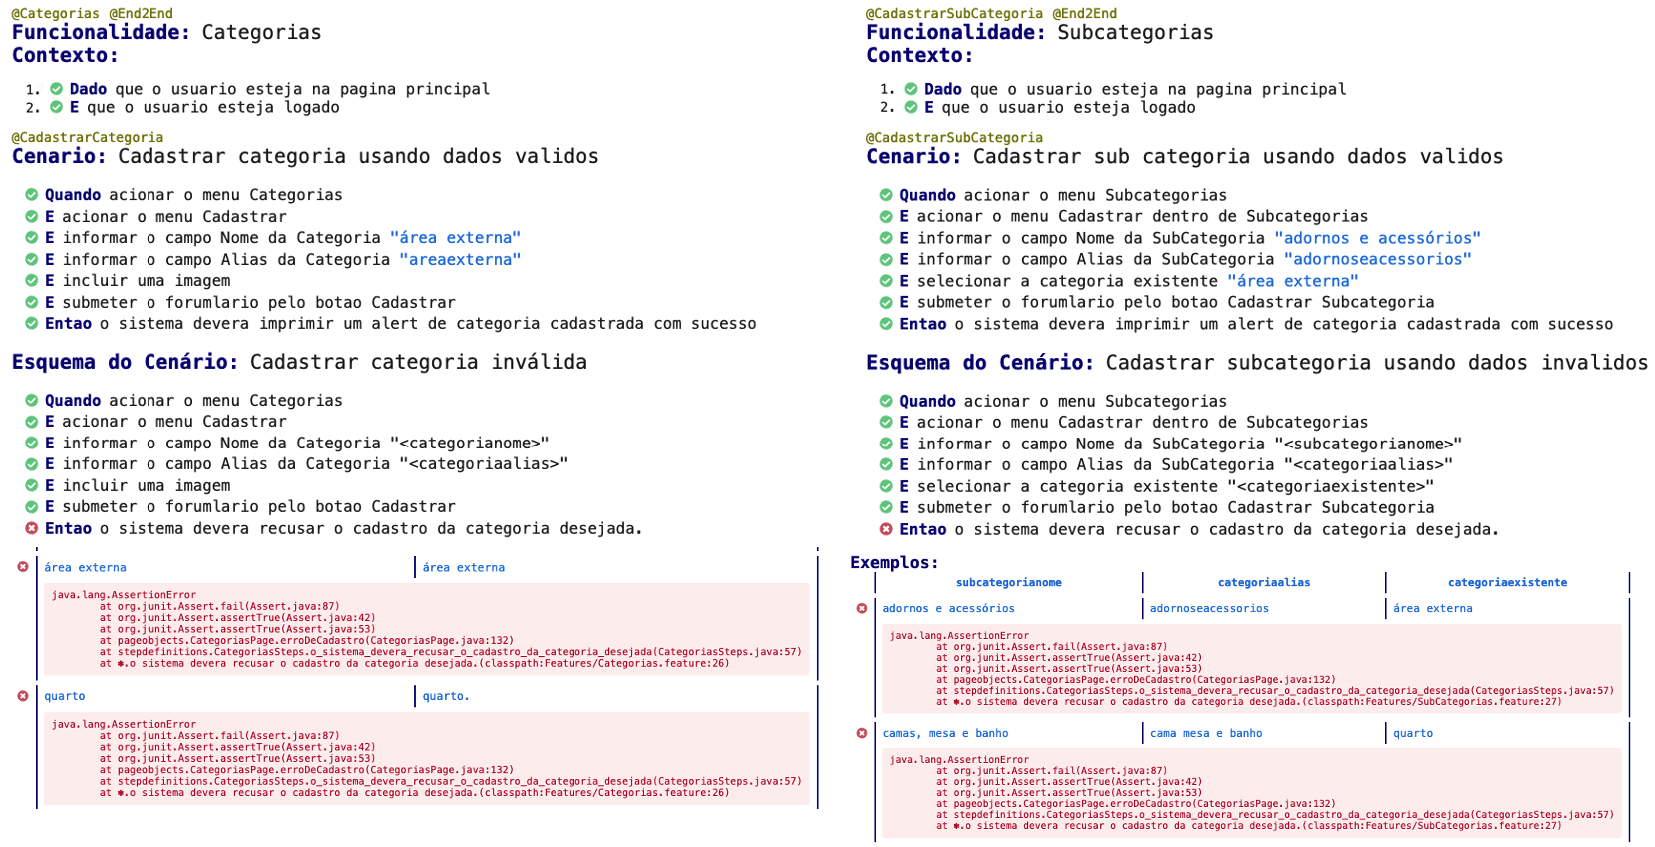 @Categorias @End2End
Funcionalidade: Categorias
Contexto:
1. Dado que o usuario esteja na pagina principal
2. E que o usuario esteja logado
@CadastrarCategoria
Cenario: Cadastrar categoria usando dados validos
Quando acionar o menu Categorias
E acionar o menu Cadastrar
E informar o campo Nome da Categoria "área externa"
E informar o campo Alias da Categoria "areaexterna"
E incluir uma imagem
E submeter o forumlario pelo botao Cadastrar
Entao o sistema devera imprimir um alert de categoria cadastrada com sucesso
Esquema do Cenário: Cadastrar categoria inválida
Quando acionar o menu Categorias
E acionar o menu Cadastrar
E informar o campo Nome da Categoria "<categorianome>"
E informar o campo Alias da Categoria "<categoriaalias>"
E incluir uma imagem
E submeter o forumlario pelo botao Cadastrar
Entao o sistema devera recusar o cadastro da categoria desejada.
área externa área externa
java.lang.AssertionError
at org.junit.Assert.fail(Assert.java:87)
at org.junit.Assert.assertTrue(Assert.java:42)
at org.junit.Assert.assertTrue(Assert.java:53)
at pageobjects.CategoriasPage.erroDeCadastro(CategoriasPage.java:132)
at stepdefinitions.CategoriasSteps.o_sistema_devera_recusar_o_cadastro_da_categoria_desejada(CategoriasSteps.java:57)
at ✱.o sistema devera recusar o cadastro da categoria desejada.(classpath:Features/Categorias.feature:26)
quarto quarto.
java.lang.AssertionError
at org.junit.Assert.fail(Assert.java:87)
at org.junit.Assert.assertTrue(Assert.java:42)
at org.junit.Assert.assertTrue(Assert.java:53)
at pageobjects.CategoriasPage.erroDeCadastro(CategoriasPage.java:132)
at stepdefinitions.CategoriasSteps.o_sistema_devera_recusar_o_cadastro_da_categoria_desejada(CategoriasSteps.java:57)
at ✱.o sistema devera recusar o cadastro da categoria desejada.(classpath:Features/Categorias.feature:26)
@CadastrarSubCategoria @End2End
Funcionalidade: Subcategorias
Contexto:
1. Dado que o usuario esteja na pagina principal
2. E que o usuario esteja logado
@CadastrarSubCategoria
Cenario: Cadastrar sub categoria usando dados validos
Quando acionar o menu Subcategorias
E acionar o menu Cadastrar dentro de Subcategorias
E informar o campo Nome da SubCategoria "adornos e acessórios"
E informar o campo Alias da SubCategoria "adornoseacessorios"
E selecionar a categoria existente "área externa"
E submeter o forumlario pelo botao Cadastrar Subcategoria
Entao o sistema devera imprimir um alert de categoria cadastrada com sucesso
Esquema do Cenário: Cadastrar subcategoria usando dados invalidos
Quando acionar o menu Subcategorias
E acionar o menu Cadastrar dentro de Subcategorias
E informar o campo Nome da SubCategoria "<subcategorianome>"
E informar o campo Alias da SubCategoria "<categoriaalias>"
E selecionar a categoria existente "<categoriaexistente>"
E submeter o forumlario pelo botao Cadastrar Subcategoria
Entao o sistema devera recusar o cadastro da categoria desejada.
Exemplos:
subcategorianome categoriaalias categoriaexistente
adornos e acessórios adornoseacessorios área externa
java.lang.AssertionError
at org.junit.Assert.fail(Assert.java:87)
at org.junit.Assert.assertTrue(Assert.java:42)
at org.junit.Assert.assertTrue(Assert.java:53)
at pageobjects.CategoriasPage.erroDeCadastro(CategoriasPage.java:132)
at stepdefinitions.CategoriasSteps.o_sistema_devera_recusar_o_cadastro_da_categoria_desejada(CategoriasSteps.java:57)
at ✱.o sistema devera recusar o cadastro da categoria desejada.(classpath:Features/SubCategorias.feature:27)
camas, mesa e banho cama mesa e banho quarto
java.lang.AssertionError
at org.junit.Assert.fail(Assert.java:87)
at org.junit.Assert.assertTrue(Assert.java:42)
at org.junit.Assert.assertTrue(Assert.java:53)
at pageobjects.CategoriasPage.erroDeCadastro(CategoriasPage.java:132)
at stepdefinitions.CategoriasSteps.o_sistema_devera_recusar_o_cadastro_da_categoria_desejada(CategoriasSteps.java:57)
at ✱.o sistema devera recusar o cadastro da categoria desejada.(classpath:Features/SubCategorias.feature:27)